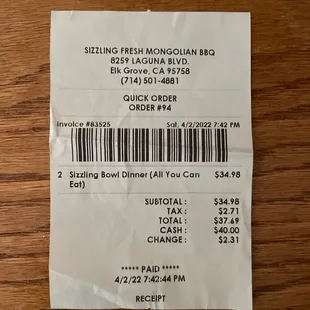 SIZZLING FRESH MONGOLIAN BBQ
8259 LAGUNA BLVD.
Elk Grove, CA 95758
(714) 501-4881
QUICK ORDER
ORDER #94
Invoice #83525 Sat, 4/2/2022 7:42 PM
2 Sizzling Bowl Dinner (All You Can Eat) $34.98
SUBTOTAL : $34.98
TAX : $2.71
TOTAL : $37.69
CASH : $40.00
CHANGE : $2.31
***** PAID *****
4/2/22 7:42:44 PM
RECEIPT